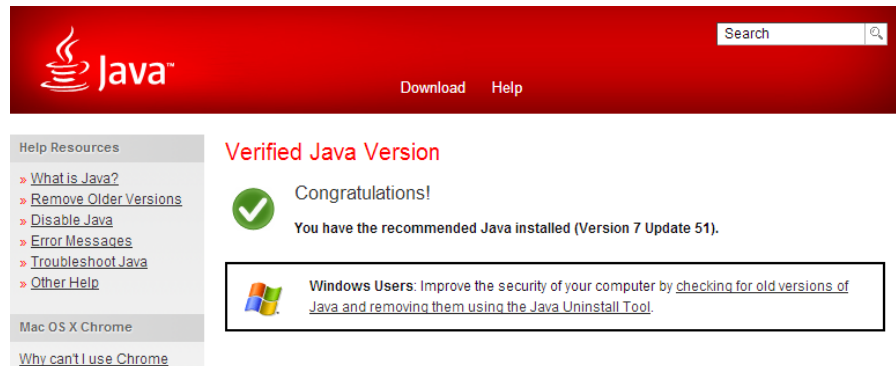 Search
Java™
Download Help
Help Resources
» What is Java?
» Remove Older Versions
» Disable Java
» Error Messages
» Troubleshoot Java
» Other Help
Mac OS X Chrome
Why can't I use Chrome
Verified Java Version
Congratulations!
You have the recommended Java installed (Version 7 Update 51).
Windows Users: Improve the security of your computer by checking for old versions of
Java and removing them using the Java Uninstall Tool.